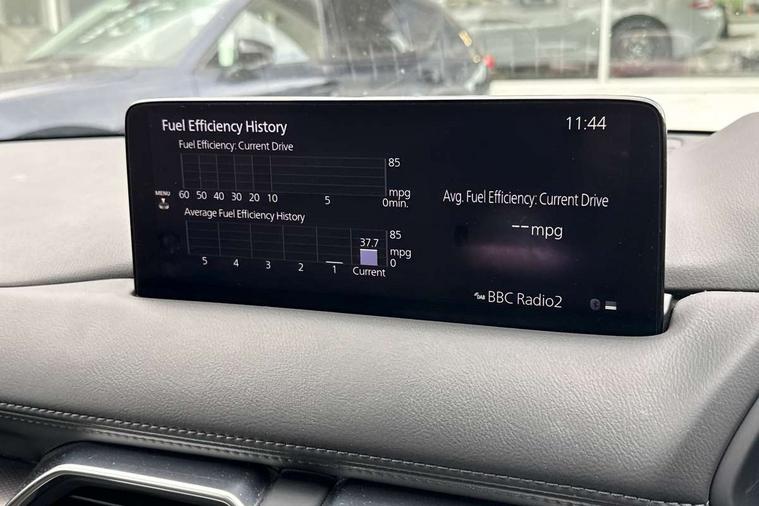 Fuel Efficiency History
11:44
Fuel Efficiency: Current Drive
85
mpg
60 50 40 30 20 10 5 0min.
MENU
Avg. Fuel Efficiency: Current Drive
--mpg
Average Fuel Efficiency History
85
37.7
mpg
5 4 3 2 1 0
Current
DAB BBC Radio2